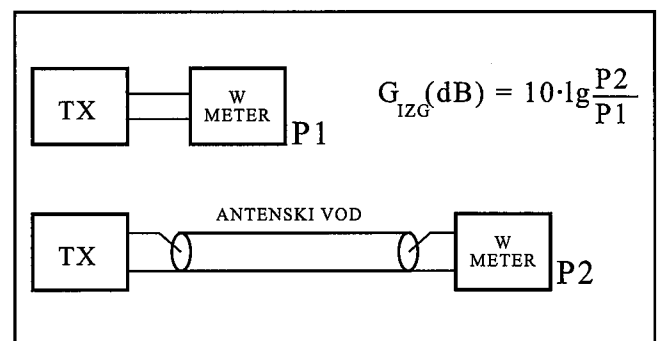 TX
W
METER
P1
G_IZG(dB) = 10·lg P2/P1
ANTENSKI VOD
TX
W
METER
P2